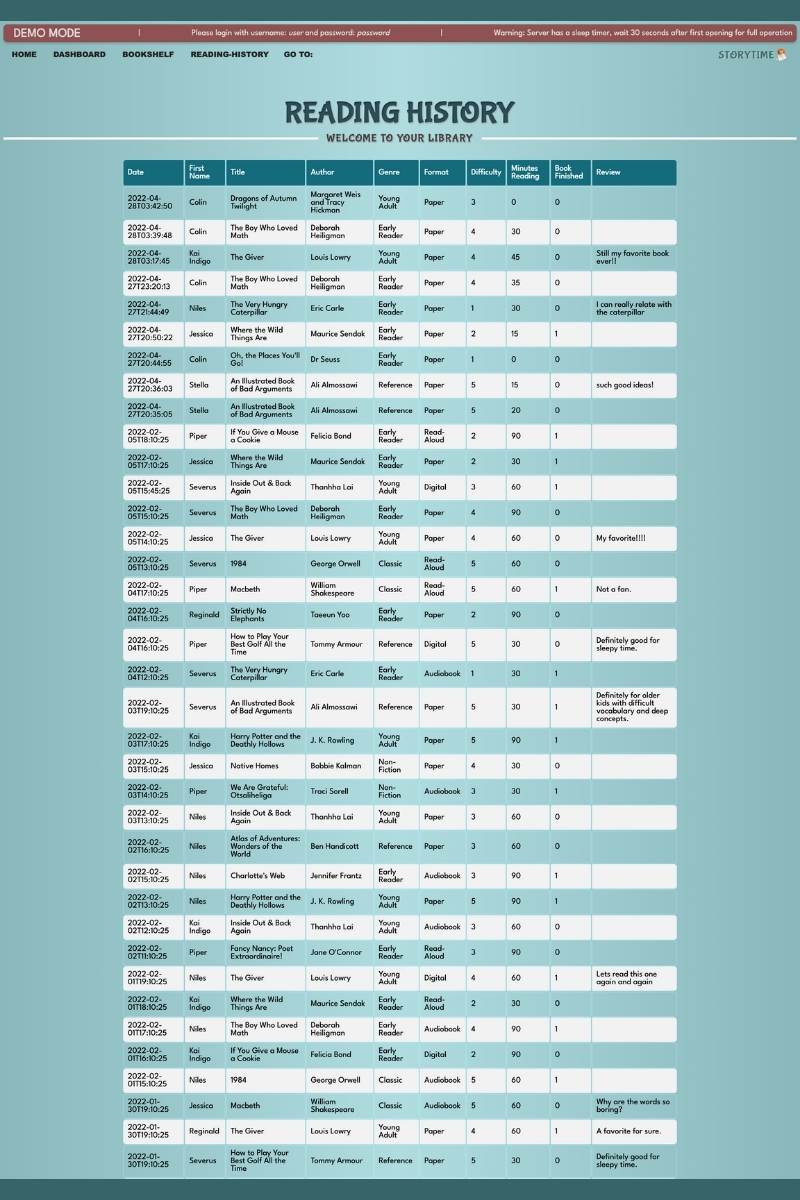 DEMO MODE | Please login with username: user and password: password | Warning: Server has a sleep timer, wait 30 seconds after first opening for full operation
HOME DASHBOARD BOOKSHELF READING-HISTORY GO TO: STORYTIME
READING HISTORY
WELCOME TO YOUR LIBRARY
Date First Name Title Author Genre Format Difficulty Minutes Reading Book Finished Review
2022-04-28T03:42:50 Colin Dragons of Autumn Twilight Margaret Weis and Tracy Hickman Young Adult Paper 3 0 0
2022-04-28T03:39:48 Colin The Boy Who Loved Math Deborah Heiligman Early Reader Paper 4 30 0
2022-04-28T03:17:45 Kai Indigo The Giver Louis Lowry Young Adult Paper 4 45 0 Still my favorite book ever!!
2022-04-27T23:20:13 Colin The Boy Who Loved Math Deborah Heiligman Early Reader Paper 4 35 0
2022-04-27T21:44:49 Niles The Very Hungry Caterpillar Eric Carle Early Reader Paper 1 30 0 I can really relate with the caterpillar
2022-04-27T20:50:22 Jessica Where the Wild Things Are Maurice Sendak Early Reader Paper 2 15 1
2022-04-27T20:44:55 Colin Oh, the Places You'll Go! Dr Seuss Early Reader Paper 1 0 0
2022-04-27T20:36:03 Stella An Illustrated Book of Bad Arguments Ali Almossawi Reference Paper 5 15 0 such good ideas!
2022-04-27T20:35:05 Stella An Illustrated Book of Bad Arguments Ali Almossawi Reference Paper 5 20 0
2022-02-05T18:10:25 Piper If You Give a Mouse a Cookie Felicia Bond Early Reader Read-Aloud 2 90 1
2022-02-05T17:10:25 Jessica Where the Wild Things Are Maurice Sendak Early Reader Paper 2 30 1
2022-02-05T15:45:25 Severus Inside Out & Back Again Thanhha Lai Young Adult Digital 3 60 1
2022-02-05T15:10:25 Severus The Boy Who Loved Math Deborah Heiligman Early Reader Paper 4 90 0
2022-02-05T14:10:25 Jessica The Giver Louis Lowry Young Adult Paper 4 60 0 My favorite!!!!
2022-02-05T13:10:25 Severus 1984 George Orwell Classic Read-Aloud 5 60 0
2022-02-04T17:10:25 Piper Macbeth William Shakespeare Classic Read-Aloud 5 60 1 Not a fan.
2022-02-04T16:10:25 Reginald Strictly No Elephants Taeeun Yoo Early Reader Paper 2 90 0
2022-02-04T16:10:25 Piper How to Play Your Best Golf All the Time Tommy Armour Reference Digital 5 30 0 Definitely good for sleepy time.
2022-02-04T12:10:25 Severus The Very Hungry Caterpillar Eric Carle Early Reader Audiobook 1 30 1
2022-02-03T19:10:25 Severus An Illustrated Book of Bad Arguments Ali Almossawi Reference Paper 5 30 1 Definitely for older kids with difficult vocabulary and deep concepts.
2022-02-03T17:10:25 Kai Indigo Harry Potter and the Deathly Hollows J. K. Rowling Young Adult Paper 5 90 1
2022-02-03T15:10:25 Jessica Native Homes Bobbie Kalman Non-Fiction Paper 4 30 0
2022-02-03T14:10:25 Piper We Are Grateful: Otsaliheliga Traci Sorell Non-Fiction Audiobook 3 30 1
2022-02-03T13:10:25 Niles Inside Out & Back Again Thanhha Lai Young Adult Paper 3 60 0
2022-02-02T16:10:25 Niles Atlas of Adventures: Wonders of the World Ben Handicott Reference Paper 3 60 0
2022-02-02T15:10:25 Niles Charlotte's Web Jennifer Frantz Early Reader Audiobook 3 90 1
2022-02-02T13:10:25 Niles Harry Potter and the Deathly Hollows J. K. Rowling Young Adult Paper 5 90 1
2022-02-02T12:10:25 Kai Indigo Inside Out & Back Again Thanhha Lai Young Adult Audiobook 3 60 0
2022-02-02T11:10:25 Piper Fancy Nancy: Poet Extraordinaire! Jane O'Connor Early Reader Read-Aloud 3 90 0
2022-02-01T19:10:25 Niles The Giver Louis Lowry Young Adult Digital 4 60 1 Lets read this one again and again
2022-02-01T18:10:25 Kai Indigo Where the Wild Things Are Maurice Sendak Early Reader Read-Aloud 2 30 0
2022-02-01T17:10:25 Niles The Boy Who Loved Math Deborah Heiligman Early Reader Audiobook 4 90 1
2022-02-01T16:10:25 Kai Indigo If You Give a Mouse a Cookie Felicia Bond Early Reader Digital 2 90 0
2022-02-01T15:10:25 Niles 1984 George Orwell Classic Audiobook 5 60 1
2022-01-30T19:10:25 Jessica Macbeth William Shakespeare Classic Audiobook 5 60 0 Why are the words so boring?
2022-01-30T19:10:25 Reginald The Giver Louis Lowry Young Adult Paper 4 60 1 A favorite for sure.
2022-01-30T19:10:25 Severus How to Play Your Best Golf All the Time Tommy Armour Reference Paper 5 30 0 Definitely good for sleepy time.